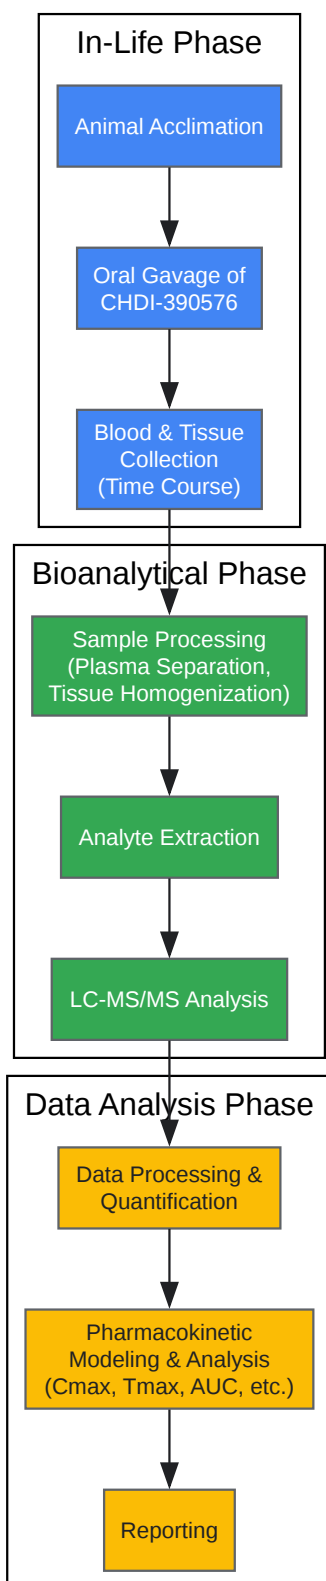 In-Life Phase
Animal Acclimation
Oral Gavage of
CHDI-390576
Blood & Tissue
Collection
(Time Course)
Bioanalytical Phase
Sample Processing
(Plasma Separation,
Tissue Homogenization)
Analyte Extraction
LC-MS/MS Analysis
Data Analysis Phase
Data Processing &
Quantification
Pharmacokinetic
Modeling & Analysis
(Cmax, Tmax, AUC, etc.)
Reporting